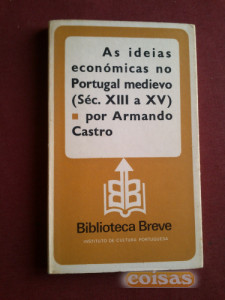 As ideias
económicas no
Portugal medievo
(Séc. XIII a XV)
por Armando
Castro
Biblioteca Breve
INSTITUTO DE CULTURA PORTUGUESA
coisas